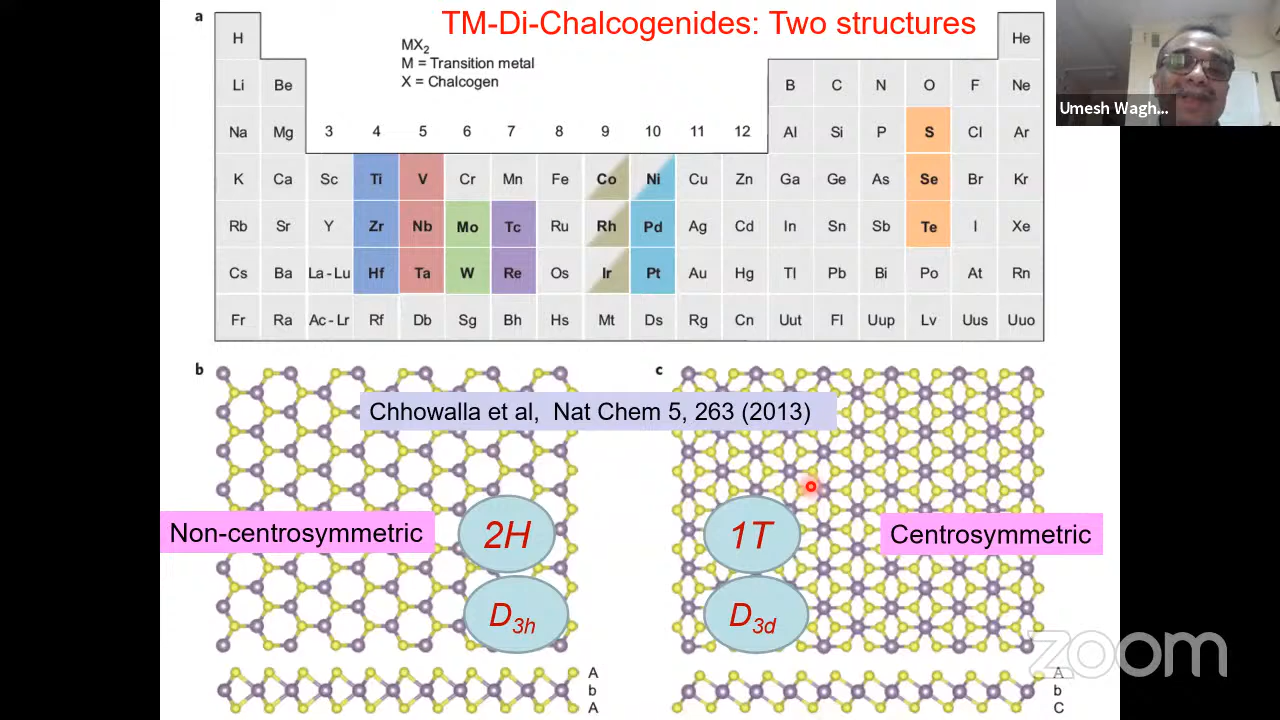 a
TM-Di-Chalcogenides: Two structures
MX2
M = Transition metal
X = Chalcogen
H He
Li Be B C N O F Ne
Na Mg 3 4 5 6 7 8 9 10 11 12 Al Si P S Cl Ar
K Ca Sc Ti V Cr Mn Fe Co Ni Cu Zn Ga Ge As Se Br Kr
Rb Sr Y Zr Nb Mo Tc Ru Rh Pd Ag Cd In Sn Sb Te I Xe
Cs Ba La-Lu Hf Ta W Re Os Ir Pt Au Hg Tl Pb Bi Po At Rn
Fr Ra Ac-Lr Rf Db Sg Bh Hs Mt Ds Rg Cn Uut Fl Uup Lv Uus Uuo
Umesh Wagh...
b
c
Chhowalla et al, Nat Chem 5, 263 (2013)
Non-centrosymmetric
2H
1T
Centrosymmetric
D3h
D3d
zoom
A
b
A
A
b
C